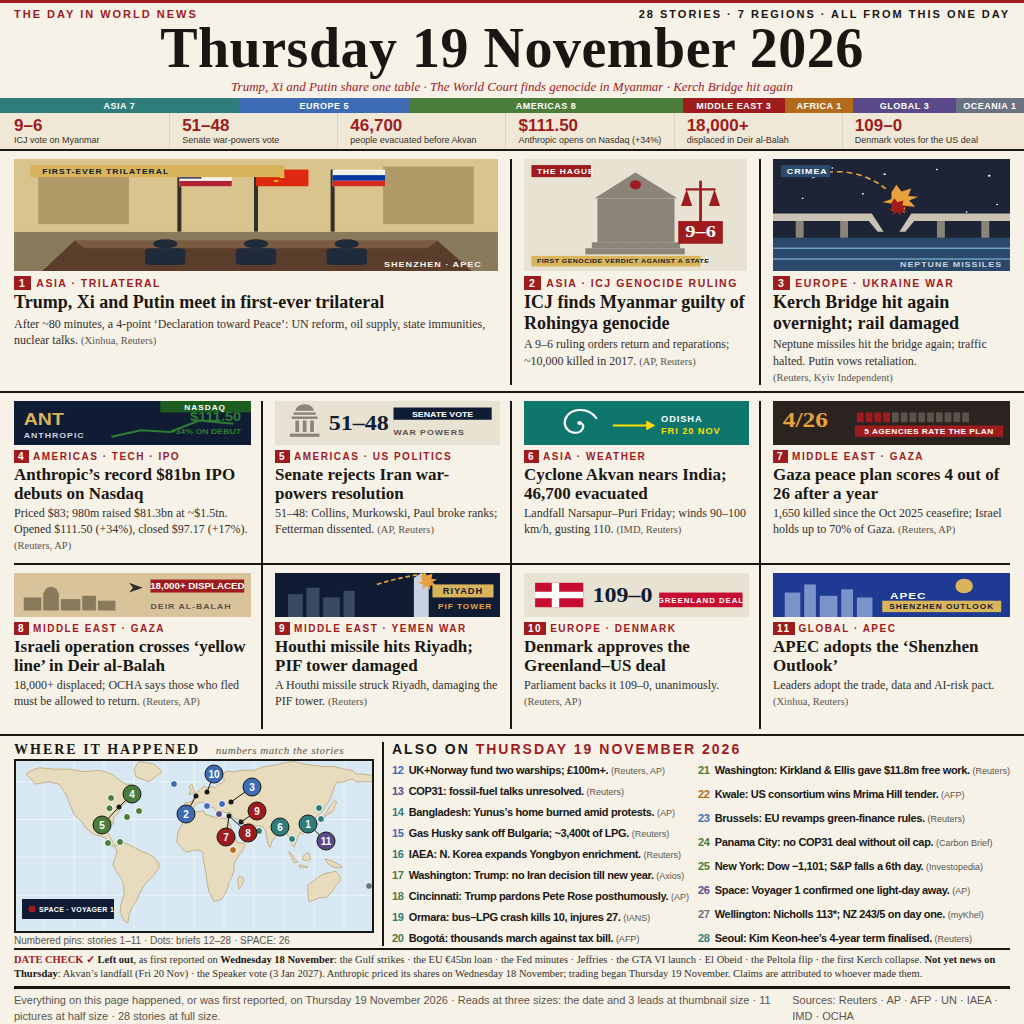 THE DAY IN WORLD NEWS
28 STORIES · 7 REGIONS · ALL FROM THIS ONE DAY
Thursday 19 November 2026
Trump, Xi and Putin share one table · The World Court finds genocide in Myanmar · Kerch Bridge hit again
ASIA 7
EUROPE 5
AMERICAS 8
MIDDLE EAST 3
AFRICA 1
GLOBAL 3
OCEANIA 1
9–6
ICJ vote on Myanmar
51–48
Senate war-powers vote
46,700
people evacuated before Akvan
$111.50
Anthropic opens on Nasdaq (+34%)
18,000+
displaced in Deir al-Balah
109–0
Denmark votes for the US deal
FIRST-EVER TRILATERAL
SHENZHEN · APEC
1 ASIA · TRILATERAL
Trump, Xi and Putin meet in first-ever trilateral
After ~80 minutes, a 4-point ‘Declaration toward Peace’: UN reform, oil supply, state immunities,
nuclear talks. (Xinhua, Reuters)
THE HAGUE
9–6
FIRST GENOCIDE VERDICT AGAINST A STATE
2 ASIA · ICJ GENOCIDE RULING
ICJ finds Myanmar guilty of
Rohingya genocide
A 9–6 ruling orders return and reparations;
~10,000 killed in 2017. (AP, Reuters)
CRIMEA
NEPTUNE MISSILES
3 EUROPE · UKRAINE WAR
Kerch Bridge hit again
overnight; rail damaged
Neptune missiles hit the bridge again; traffic
halted. Putin vows retaliation.
(Reuters, Kyiv Independent)
NASDAQ
ANT
$111.50
ANTHROPIC
+34% ON DEBUT
4 AMERICAS · TECH · IPO
Anthropic’s record $81bn IPO
debuts on Nasdaq
Priced $83; 980m raised $81.3bn at ~$1.5tn.
Opened $111.50 (+34%), closed $97.17 (+17%).
(Reuters, AP)
51–48
SENATE VOTE
WAR POWERS
5 AMERICAS · US POLITICS
Senate rejects Iran war-
powers resolution
51–48: Collins, Murkowski, Paul broke ranks;
Fetterman dissented. (AP, Reuters)
ODISHA
FRI 20 NOV
6 ASIA · WEATHER
Cyclone Akvan nears India;
46,700 evacuated
Landfall Narsapur–Puri Friday; winds 90–100
km/h, gusting 110. (IMD, Reuters)
4/26
5 AGENCIES RATE THE PLAN
7 MIDDLE EAST · GAZA
Gaza peace plan scores 4 out of
26 after a year
1,650 killed since the Oct 2025 ceasefire; Israel
holds up to 70% of Gaza. (Reuters, AP)
18,000+ DISPLACED
DEIR AL-BALAH
8 MIDDLE EAST · GAZA
Israeli operation crosses ‘yellow
line’ in Deir al-Balah
18,000+ displaced; OCHA says those who fled
must be allowed to return. (Reuters, AP)
RIYADH
PIF TOWER
9 MIDDLE EAST · YEMEN WAR
Houthi missile hits Riyadh;
PIF tower damaged
A Houthi missile struck Riyadh, damaging the
PIF tower. (Reuters)
109–0
GREENLAND DEAL
10 EUROPE · DENMARK
Denmark approves the
Greenland–US deal
Parliament backs it 109–0, unanimously.
(Reuters, AP)
APEC
SHENZHEN OUTLOOK
11 GLOBAL · APEC
APEC adopts the ‘Shenzhen
Outlook’
Leaders adopt the trade, data and AI-risk pact.
(Xinhua, Reuters)
WHERE IT HAPPENED numbers match the stories
10
3
4
2
9
5
7
8
6
1
11
SPACE · VOYAGER 1
Numbered pins: stories 1–11 · Dots: briefs 12–28 · SPACE: 26
ALSO ON THURSDAY 19 NOVEMBER 2026
12 UK+Norway fund two warships; £100m+. (Reuters, AP)
13 COP31: fossil-fuel talks unresolved. (Reuters)
14 Bangladesh: Yunus’s home burned amid protests. (AP)
15 Gas Husky sank off Bulgaria; ~3,400t of LPG. (Reuters)
16 IAEA: N. Korea expands Yongbyon enrichment. (Reuters)
17 Washington: Trump: no Iran decision till new year. (Axios)
18 Cincinnati: Trump pardons Pete Rose posthumously. (AP)
19 Ormara: bus–LPG crash kills 10, injures 27. (IANS)
20 Bogotá: thousands march against tax bill. (AFP)
21 Washington: Kirkland & Ellis gave $11.8m free work. (Reuters)
22 Kwale: US consortium wins Mrima Hill tender. (AFP)
23 Brussels: EU revamps green-finance rules. (Reuters)
24 Panama City: no COP31 deal without oil cap. (Carbon Brief)
25 New York: Dow −1,101; S&P falls a 6th day. (Investopedia)
26 Space: Voyager 1 confirmed one light-day away. (AP)
27 Wellington: Nicholls 113*; NZ 243/5 on day one. (myKhel)
28 Seoul: Kim Keon-hee’s 4-year term finalised. (Reuters)
DATE CHECK ✓ Left out, as first reported on Wednesday 18 November: the Gulf strikes · the EU €45bn loan · the Fed minutes · Jeffries · the GTA VI launch · El Obeid · the Peltola flip · the first Kerch collapse. Not yet news on
Thursday: Akvan’s landfall (Fri 20 Nov) · the Speaker vote (3 Jan 2027). Anthropic priced its shares on Wednesday 18 November; trading began Thursday 19 November. Claims are attributed to whoever made them.
Everything on this page happened, or was first reported, on Thursday 19 November 2026 · Reads at three sizes: the date and 3 leads at thumbnail size · 11
pictures at half size · 28 stories at full size.
Sources: Reuters · AP · AFP · UN · IAEA ·
IMD · OCHA